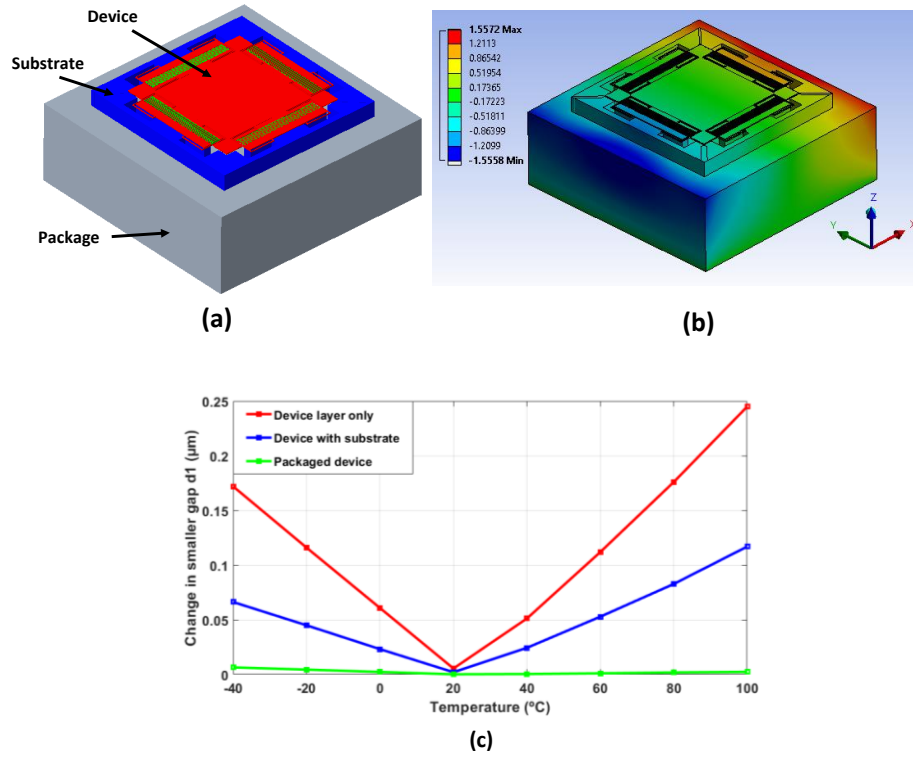 Device
Substrate
Package
(a)
1.5572 Max
1.2113
0.86542
0.51954
0.17365
-0.17223
-0.51811
-0.86399
-1.2099
-1.5558 Min
Z
Y
X
(b)
Change in smaller gap d1 (µm)
0.25
0.2
0.15
0.1
0.05
0
Device layer only
Device with substrate
Packaged device
-40 -20 0 20 40 60 80 100
Temperature (ºC)
(c)